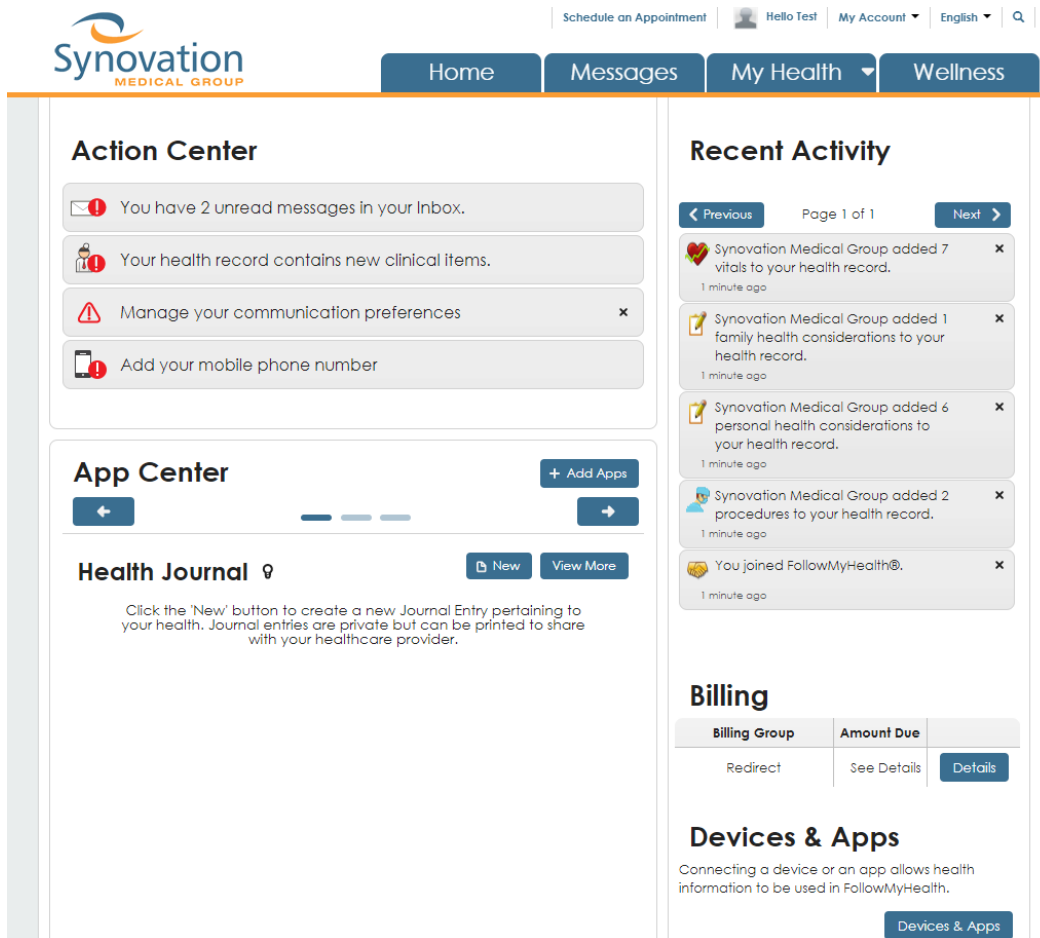 Schedule an Appointment
Hello Test
My Account
English
Synovation
MEDICAL GROUP
Home
Messages
My Health
Wellness
Action Center
You have 2 unread messages in your Inbox.
Your health record contains new clinical items.
Manage your communication preferences
Add your mobile phone number
App Center
+ Add Apps
Health Journal
New
View More
Click the 'New' button to create a new Journal Entry pertaining to
your health. Journal entries are private but can be printed to share
with your healthcare provider.
Recent Activity
Previous
Page 1 of 1
Next
Synovation Medical Group added 7
vitals to your health record.
1 minute ago
Synovation Medical Group added 1
family health considerations to your
health record.
1 minute ago
Synovation Medical Group added 6
personal health considerations to
your health record.
1 minute ago
Synovation Medical Group added 2
procedures to your health record.
1 minute ago
You joined FollowMyHealth®.
1 minute ago
Billing
Billing Group
Amount Due
Redirect
See Details
Details
Devices & Apps
Connecting a device or an app allows health
information to be used in FollowMyHealth.
Devices & Apps